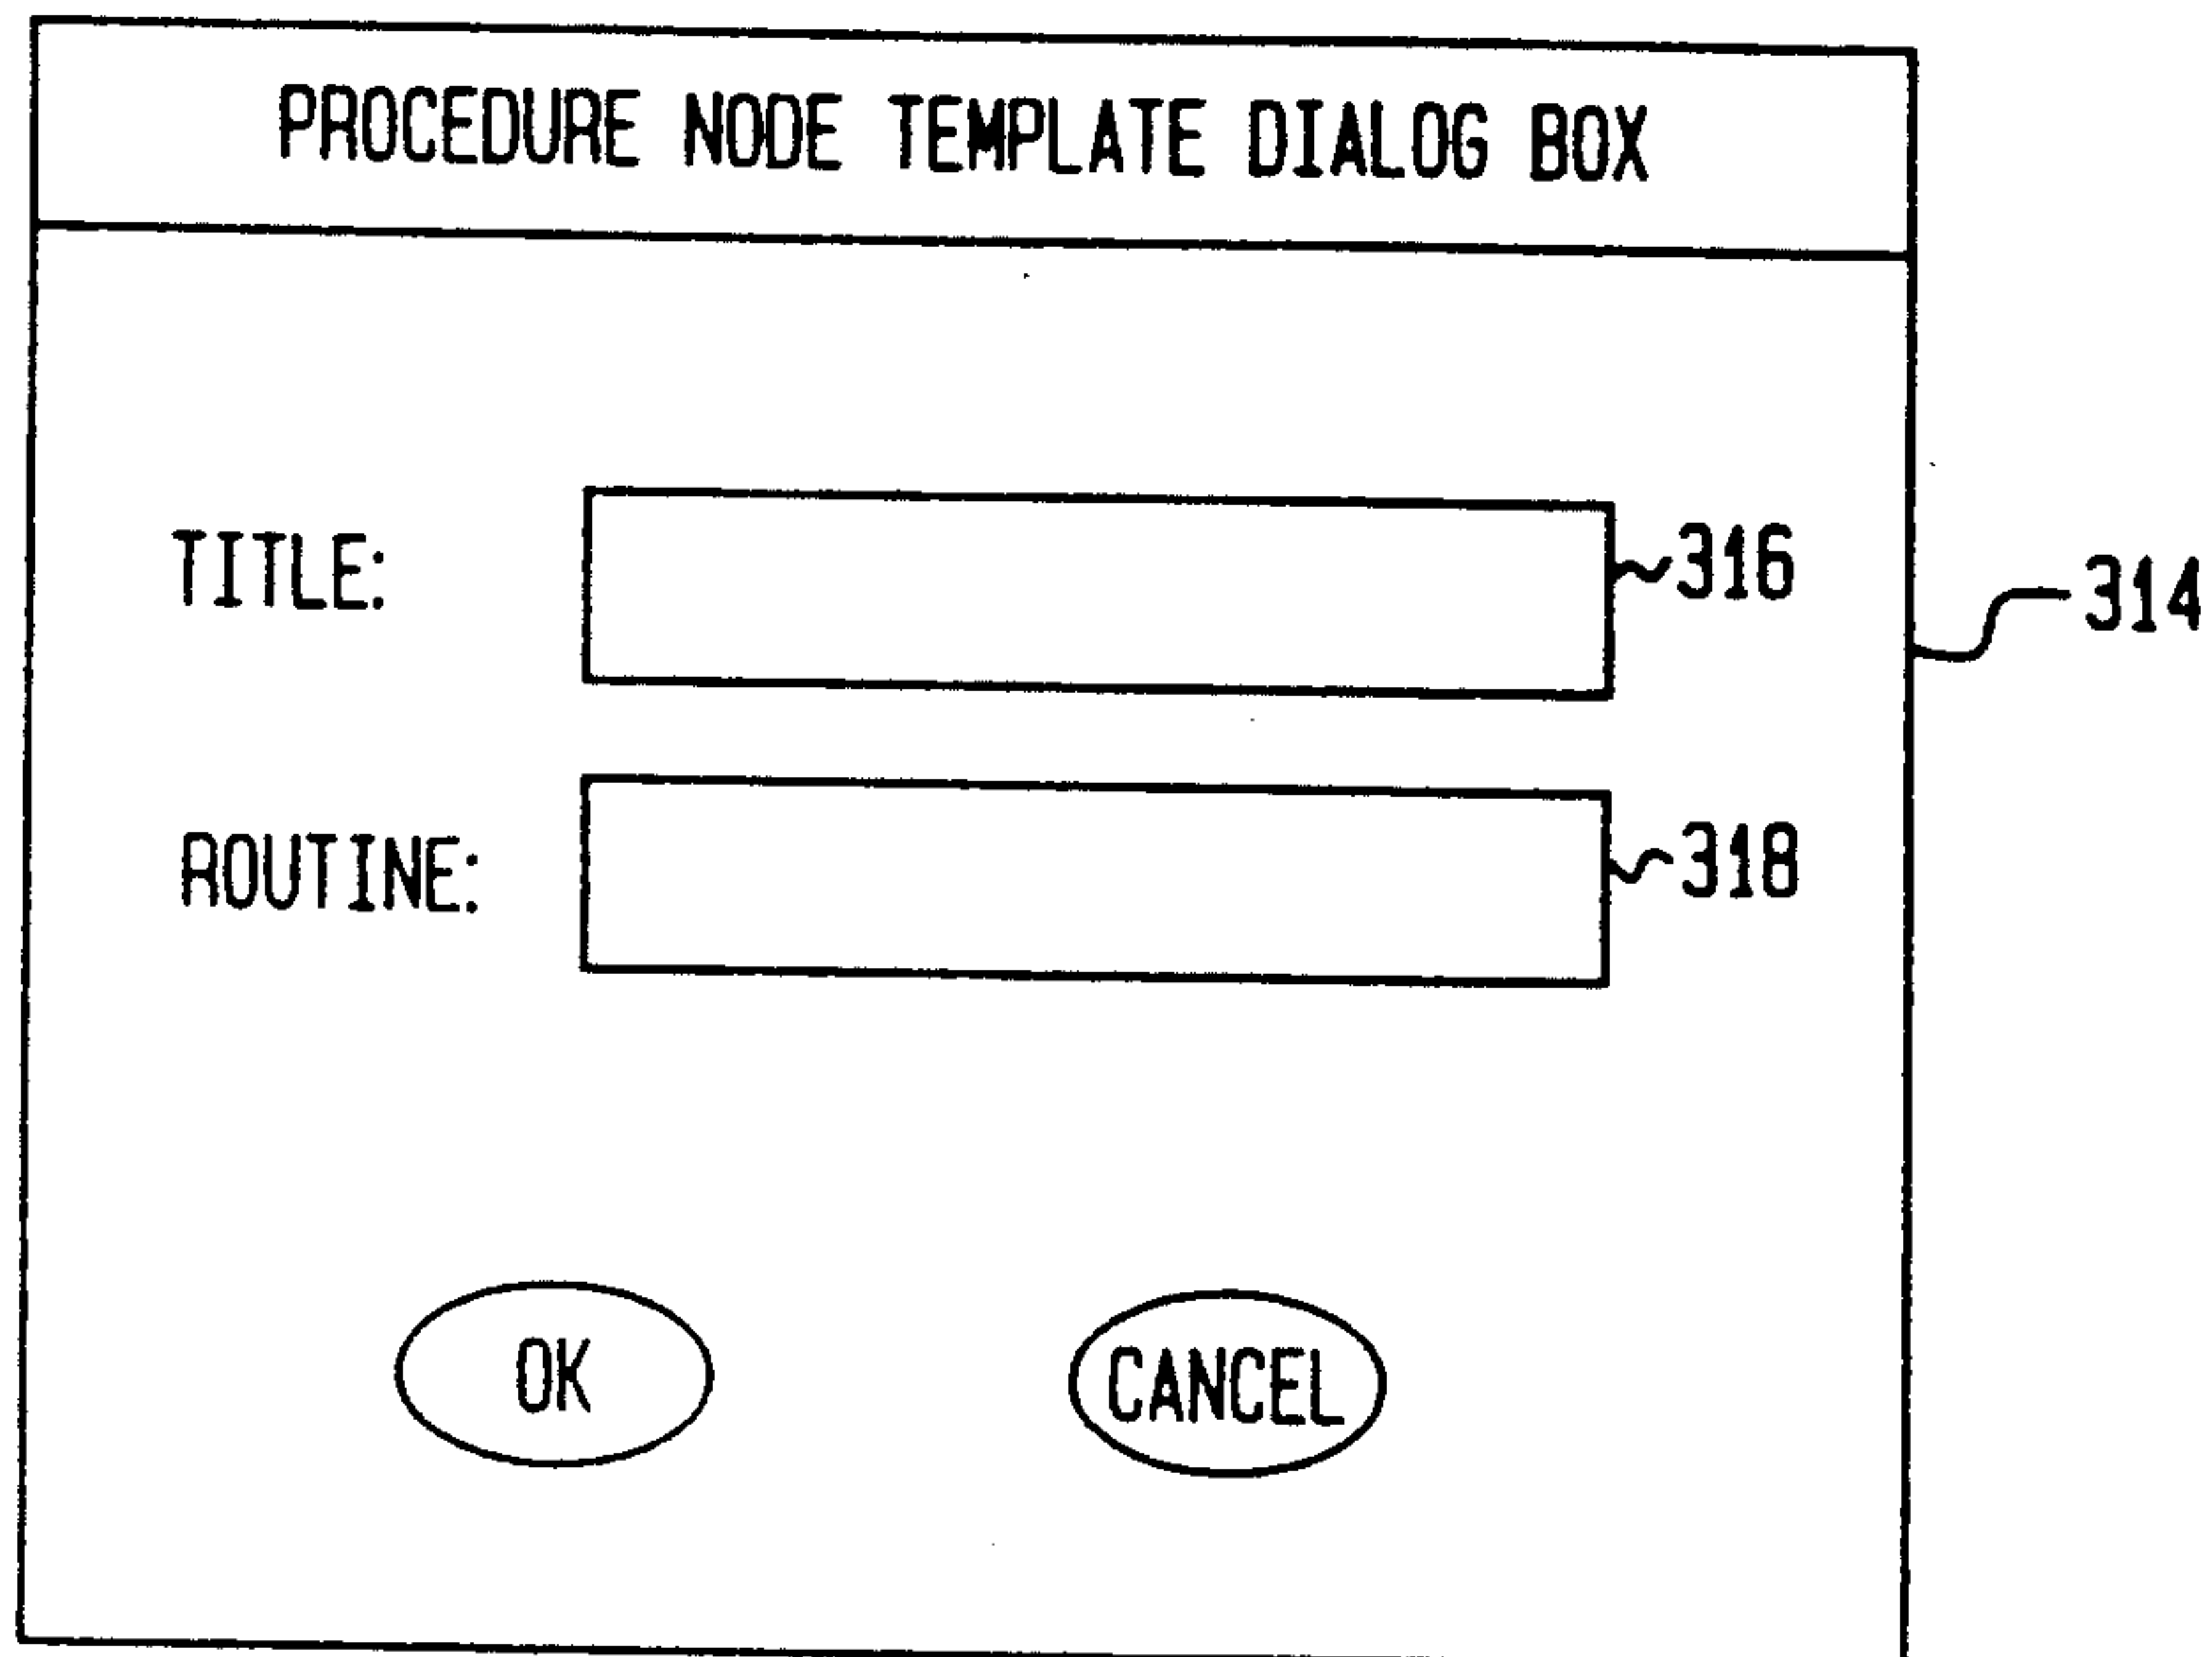 PROCEDURE NODE TEMPLATE DIALOG BOX
TITLE: 316
314
ROUTINE: 318
OK CANCEL